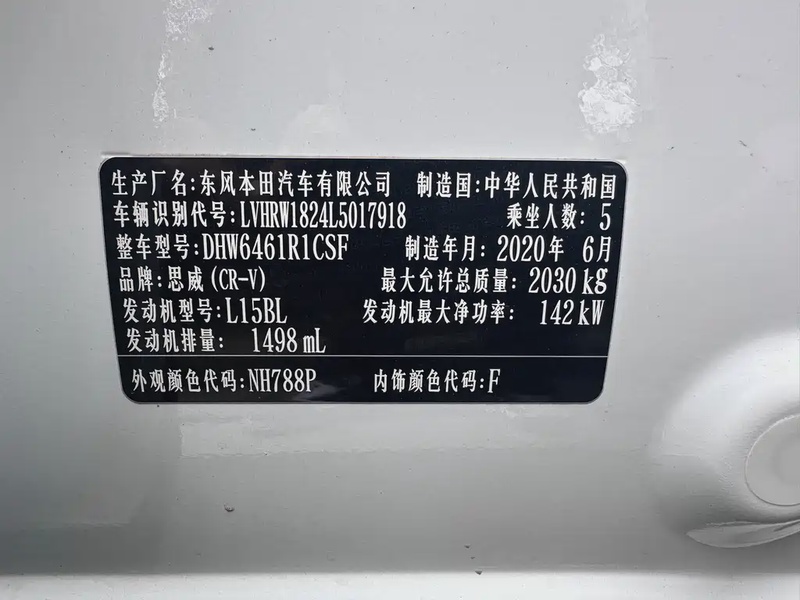 生产厂名:东风本田汽车有限公司 制造国:中华人民共和国
车辆识别代号:LVHRW1824L5017918 乘坐人数:5
整车型号:DHW6461R1CSF 制造年月:2020年 6月
品牌:思威(CR-V) 最大允许总质量:2030kg
发动机型号:L15BL 发动机最大净功率: 142kW
发动机排量: 1498mL
外观颜色代码:NH788P 内饰颜色代码:F